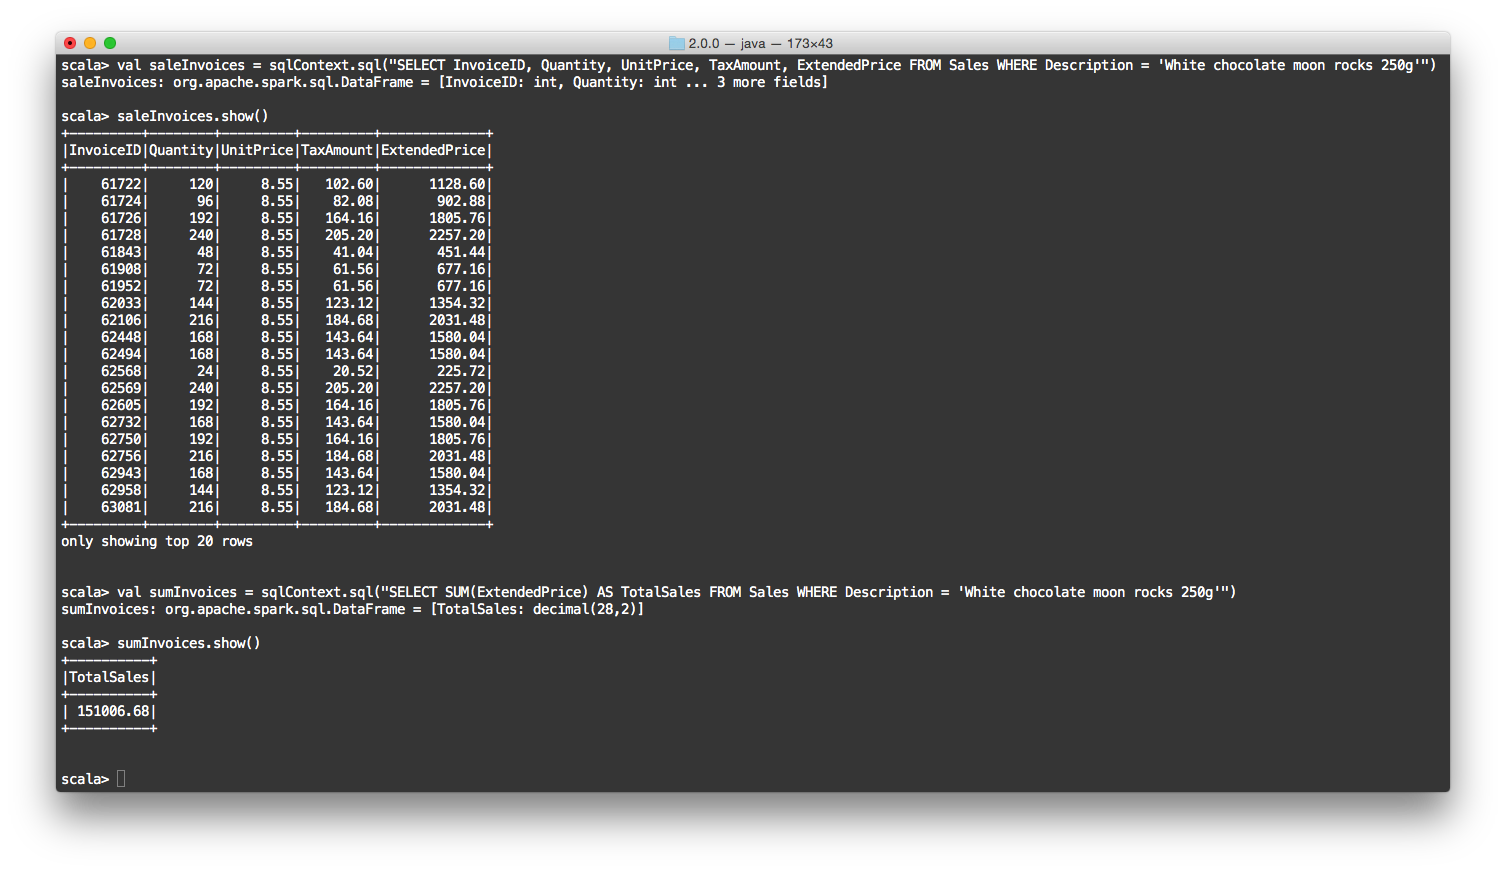 2.0.0 — java — 173×43
scala> val saleInvoices = sqlContext.sql("SELECT InvoiceID, Quantity, UnitPrice, TaxAmount, ExtendedPrice FROM Sales WHERE Description = 'White chocolate moon rocks 250g'")
saleInvoices: org.apache.spark.sql.DataFrame = [InvoiceID: int, Quantity: int ... 3 more fields]
scala> saleInvoices.show()
+---------+--------+---------+---------+-------------+
|InvoiceID|Quantity|UnitPrice|TaxAmount|ExtendedPrice|
+---------+--------+---------+---------+-------------+
|    61722|     120|     8.55|   102.60|      1128.60|
|    61724|      96|     8.55|    82.08|       902.88|
|    61726|     192|     8.55|   164.16|      1805.76|
|    61728|     240|     8.55|   205.20|      2257.20|
|    61843|      48|     8.55|    41.04|       451.44|
|    61908|      72|     8.55|    61.56|       677.16|
|    61952|      72|     8.55|    61.56|       677.16|
|    62033|     144|     8.55|   123.12|      1354.32|
|    62106|     216|     8.55|   184.68|      2031.48|
|    62448|     168|     8.55|   143.64|      1580.04|
|    62494|     168|     8.55|   143.64|      1580.04|
|    62568|      24|     8.55|    20.52|       225.72|
|    62569|     240|     8.55|   205.20|      2257.20|
|    62605|     192|     8.55|   164.16|      1805.76|
|    62732|     168|     8.55|   143.64|      1580.04|
|    62750|     192|     8.55|   164.16|      1805.76|
|    62756|     216|     8.55|   184.68|      2031.48|
|    62943|     168|     8.55|   143.64|      1580.04|
|    62958|     144|     8.55|   123.12|      1354.32|
|    63081|     216|     8.55|   184.68|      2031.48|
+---------+--------+---------+---------+-------------+
only showing top 20 rows
scala> val sumInvoices = sqlContext.sql("SELECT SUM(ExtendedPrice) AS TotalSales FROM Sales WHERE Description = 'White chocolate moon rocks 250g'")
sumInvoices: org.apache.spark.sql.DataFrame = [TotalSales: decimal(28,2)]
scala> sumInvoices.show()
+----------+
|TotalSales|
+----------+
| 151006.68|
+----------+
scala>